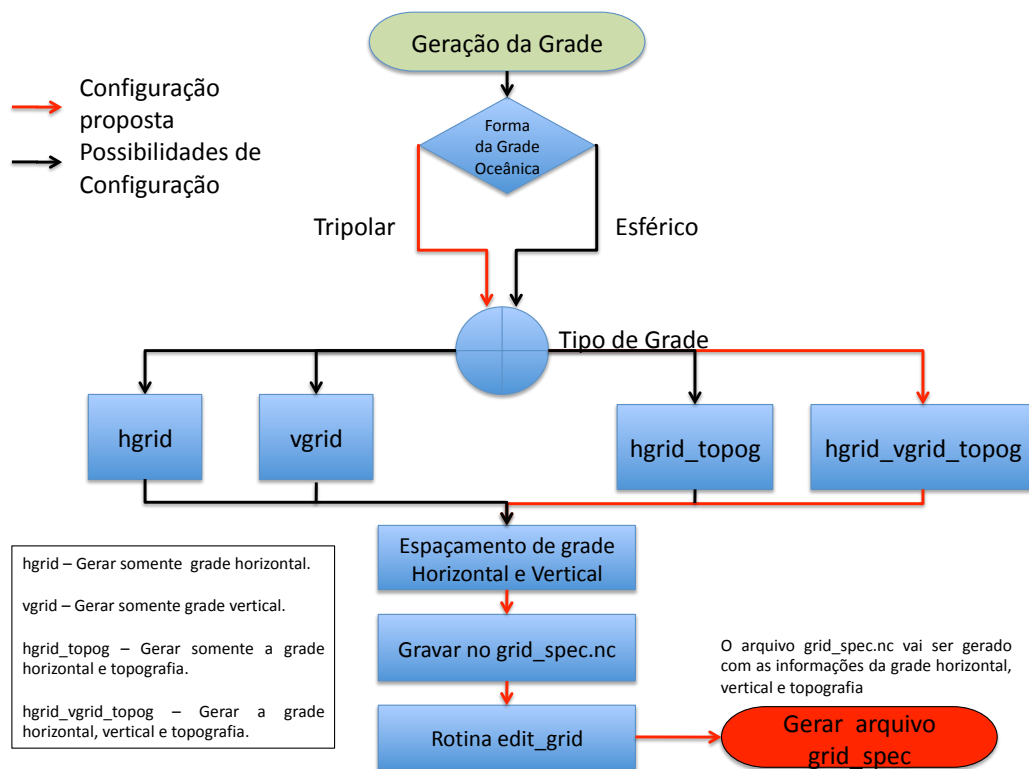 Geração da Grade
Configuração
proposta
Possibilidades de
Configuração
Forma
da Grade
Oceânica
Tripolar
Esférico
Tipo de Grade
hgrid
vgrid
hgrid_topog
hgrid_vgrid_topog
Espaçamento de grade
Horizontal e Vertical
hgrid – Gerar somente grade horizontal.
vgrid – Gerar somente grade vertical.
hgrid_topog – Gerar somente a grade
horizontal e topografia.
hgrid_vgrid_topog – Gerar a grade
horizontal, vertical e topografia.
Gravar no grid_spec.nc
O arquivo grid_spec.nc vai ser gerado
com as informações da grade horizontal,
vertical e topografia
Rotina edit_grid
Gerar arquivo
grid_spec